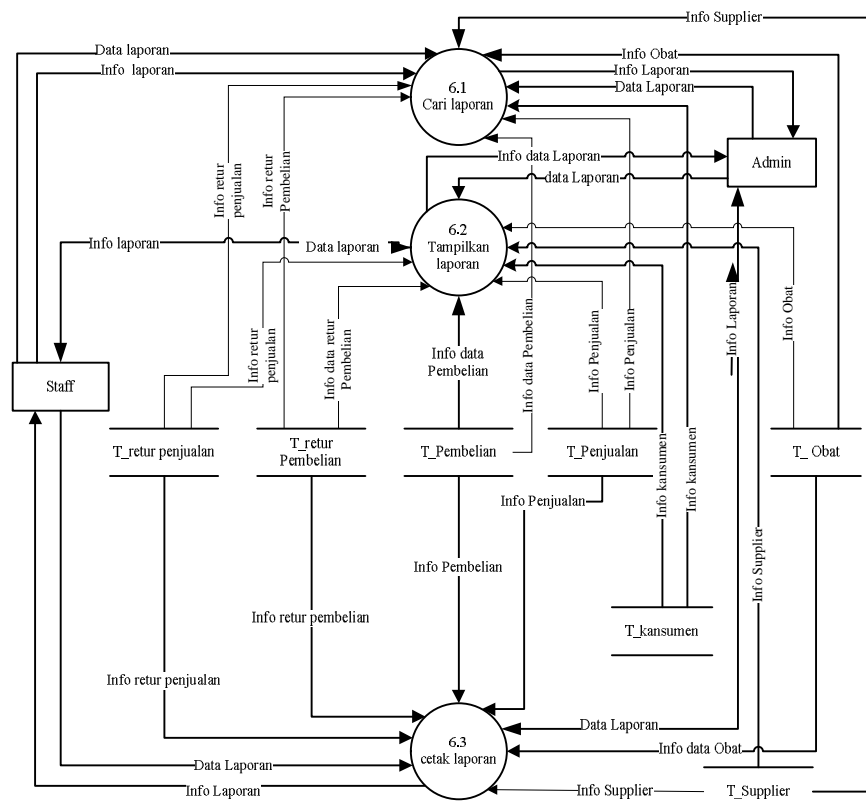 Info Supplier
Data laporan
Info Obat
Info laporan
Info Laporan
6.1
Cari laporan
Data Laporan
Info retur
penjualan
Info retur
Pembelian
Info data Laporan
Admin
data Laporan
6.2
Tampilkan
laporan
Info laporan
Data laporan
Info retur
penjualan
Info data retur
Pembelian
Info data
Pembelian
Info data Pembelian
Info Penjualan
Info Penjualan
Info Laporan
Info Obat
Staff
T_retur penjualan
T_retur
Pembelian
T_Pembelian
T_Penjualan
T_ Obat
Info kansumen
Info kansumen
Info Penjualan
Info Pembelian
Info Supplier
Info retur pembelian
T_kansumen
Info retur penjualan
6.3
cetak laporan
Data Laporan
Info data Obat
Data Laporan
Info Laporan
Info Supplier
T_Supplier